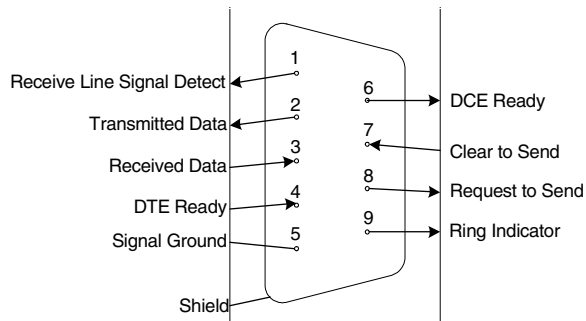 1
Receive Line Signal Detect
6
DCE Ready
2
Transmitted Data
7
Clear to Send
3
Received Data
8
Request to Send
4
DTE Ready
9
Ring Indicator
5
Signal Ground
Shield